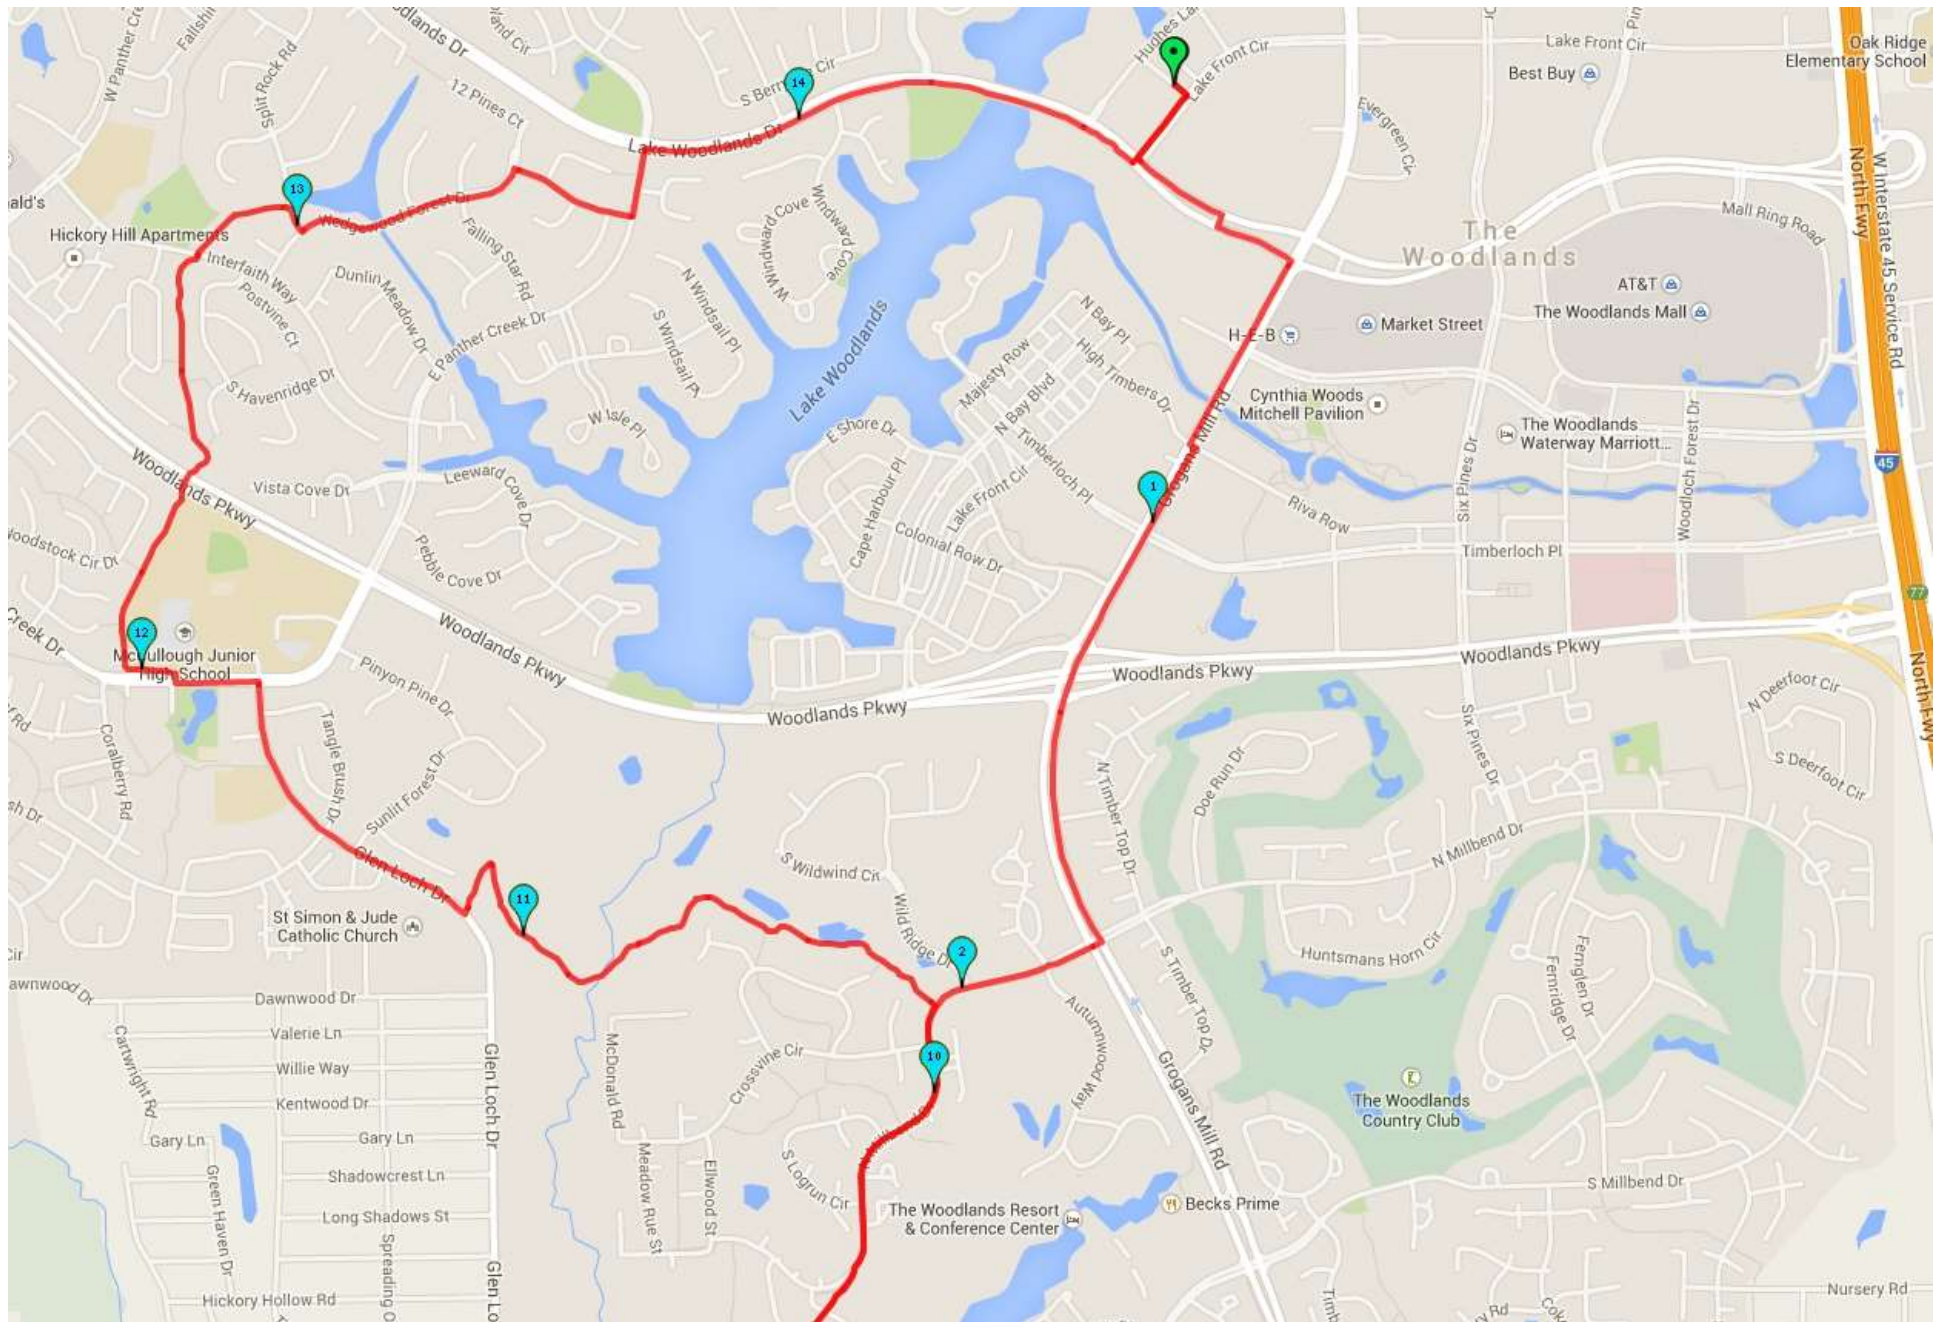 Lake Front Cir
Oak Ridge
Elementary School
Best Buy
W Interstate 45 Service Rd
North Fwy
Evergreen Cir
Hughes La
Lake Front Cir
14
Lake Woodlands Dr
12 Pines Ct
Split Rock Rd
13
Wedgewood Forest Dr
Hickory Hill Apartments
Interfaith Way
Postvine Ct
Dunlin Meadow Dr
Falling Star Rd
E Panther Creek Dr
S Havenridge Dr
N Windsail Pl
S Windsail Pl
W Isle Pl
W Windward Cove
Windward Cove
Lake Woodlands
The
Woodlands
Mall Ring Road
AT&T
The Woodlands Mall
Market Street
H-E-B
Cynthia Woods
Mitchell Pavilion
The Woodlands
Waterway Marriott...
N Bay Pl
Majesty Row
N Bay Blvd
High Timbers Dr
Timberloch Pl
Lake Front Cir
E Shore Dr
Cape Harbour Pl
Colonial Row Dr
Grogans Mill Rd
1
Riva Row
Six Pines Dr
Woodloch Forest Dr
45
Timberloch Pl
77
Woodlands Pkwy
Vista Cove Dr
Leeward Cove Dr
Pebble Cove Dr
Woodstock Cir Dr
Creek Dr
12
McCullough Junior
High School
Woodlands Pkwy
Woodlands Pkwy
Woodlands Pkwy
Woodlands Pkwy
North Fwy
Pinyon Pine Dr
Tangle Brush Dr
Sunlit Forest Dr
Coralberry Rd
Glen Loch Dr
St Simon & Jude
Catholic Church
11
S Wildwind Cir
Wild Ridge Dr
2
N Timber Top Dr
Doe Run Dr
N Millbend Dr
Six Pines Dr
N Deerfoot Cir
S Deerfoot Cir
Huntsmans Horn Cir
Fernglen Dr
Fernridge Dr
S Timber Top Dr
Autumnwood Way
Grogans Mill Rd
The Woodlands
Country Club
Dawnwood Dr
Valerie Ln
Willie Way
Kentwood Dr
Gary Ln
Gary Ln
Shadowcrest Ln
Long Shadows St
Hickory Hollow Rd
Cartwright Rd
Green Haven Dr
Glen Loch Dr
Glen Lo
McDonald Rd
Meadow Rue St
Ellwood St
Crossvine Cir
S Logrun Cir
10
N Millbend Dr
The Woodlands Resort
& Conference Center
Becks Prime
S Millbend Dr
Nursery Rd